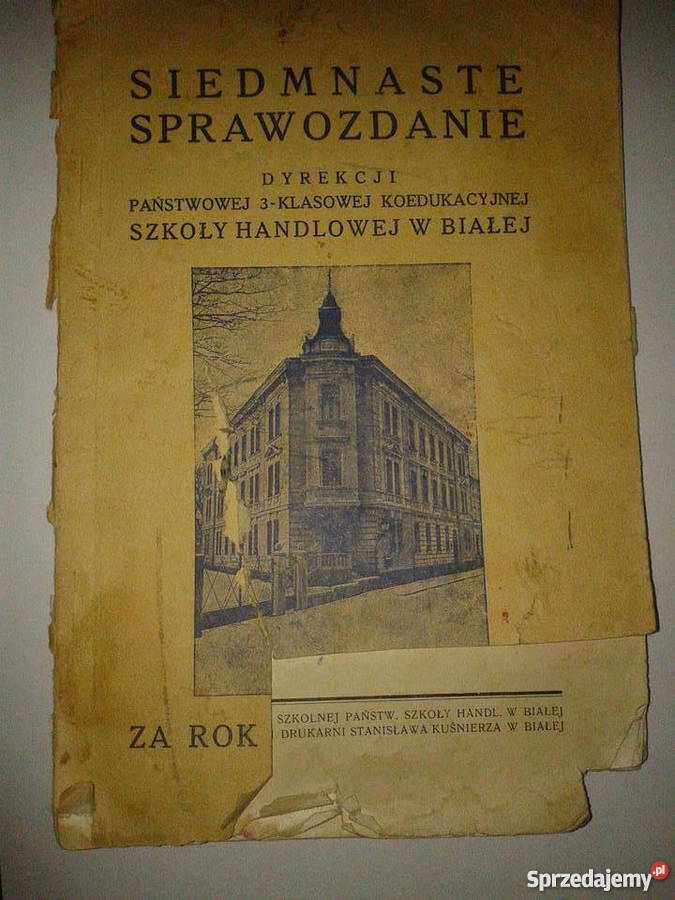 SIEDMNASTE
SPRAWOZDANIE
DYREKCJI
PAŃSTWOWEJ 3-KLASOWEJ KOEDUKACYJNEJ
SZKOŁY HANDLOWEJ W BIAŁEJ
SZKOLNEJ PAŃSTW. SZKOŁY HANDL. W BIAŁEJ
DRUKARNI STANISŁAWA KUŚNIERZA W BIAŁEJ
ZA ROK
Sprzedajemy.pl